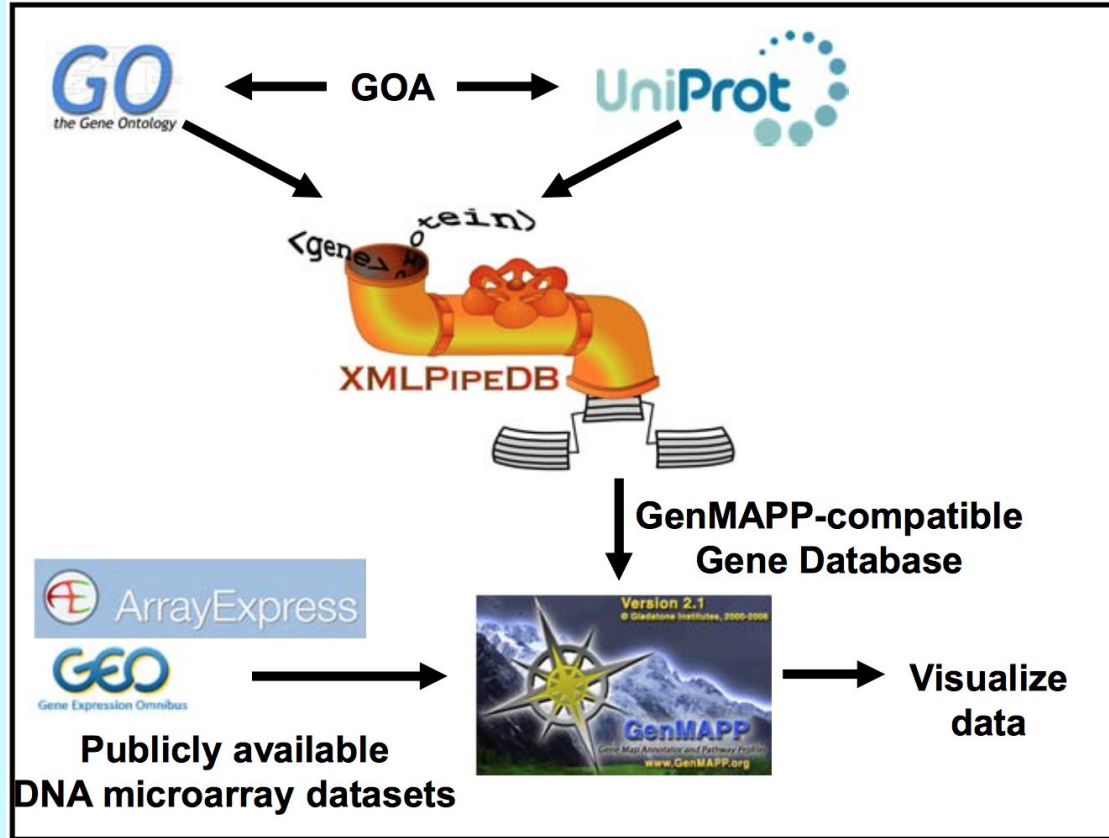 GO
the Gene Ontology
GOA
UniProt
<gene>
protein>
XMLPIPEDB
GenMAPP-compatible
Gene Database
ArrayExpress
GEO
Gene Expression Omnibus
Publicly available
DNA microarray datasets
Version 2.1
© Gladstone Institutes, 2000-2006
GenMAPP
Gene Map Annotator and Pathway Profiler
www.GenMAPP.org
Visualize
data